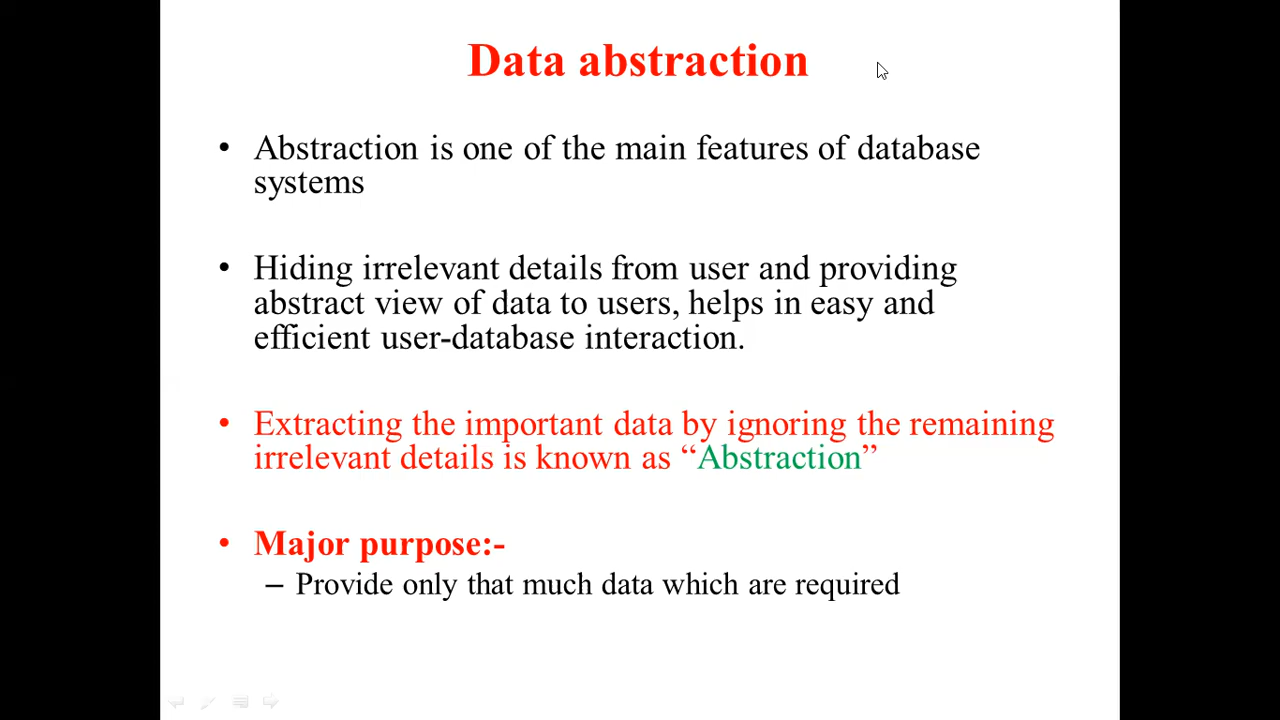 Data abstraction
• Abstraction is one of the main features of database
systems
• Hiding irrelevant details from user and providing
abstract view of data to users, helps in easy and
efficient user-database interaction.
• Extracting the important data by ignoring the remaining
irrelevant details is known as “Abstraction”
• Major purpose:-
– Provide only that much data which are required